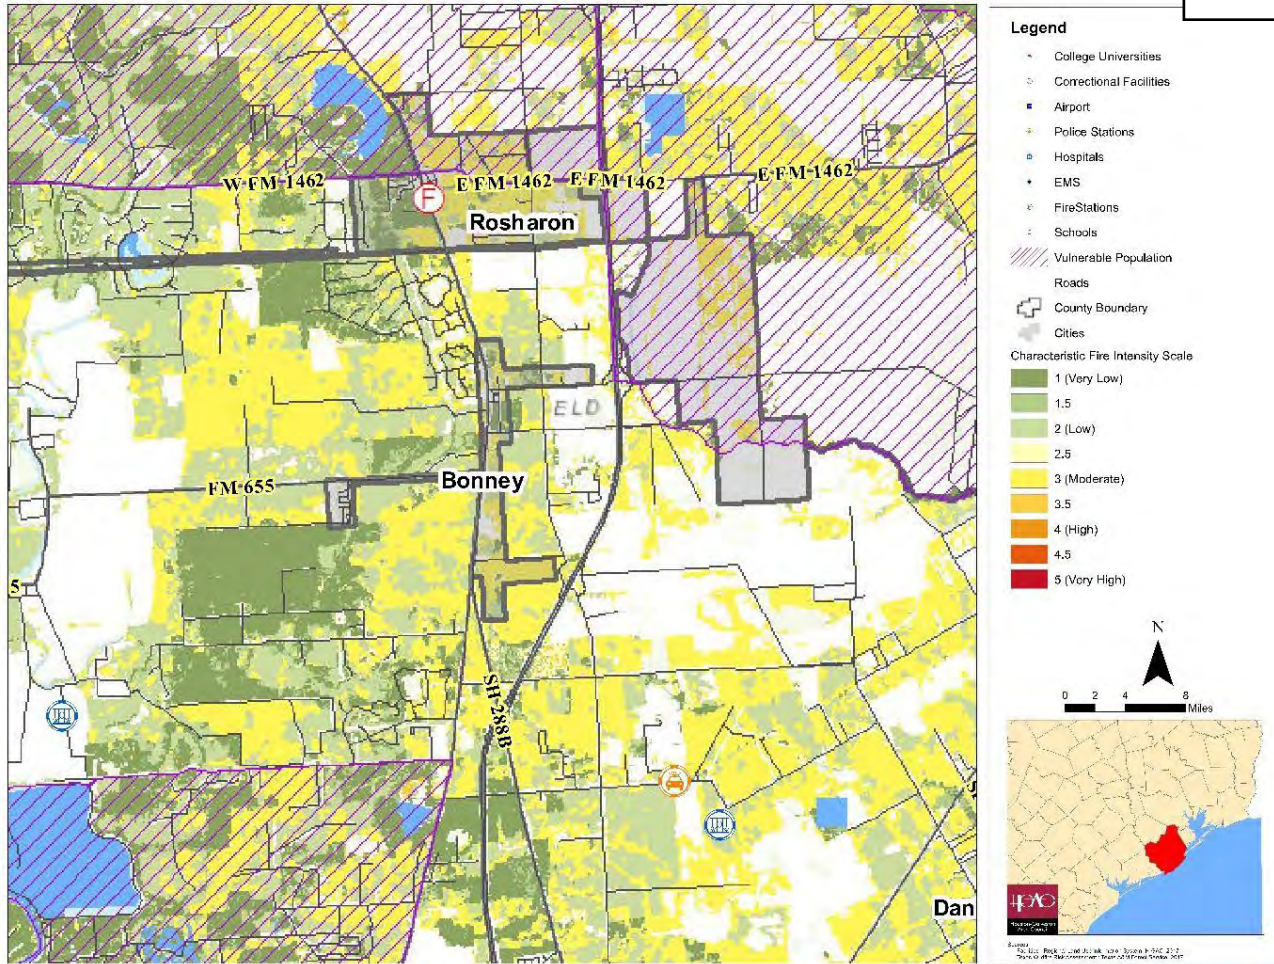 Legend
College Universities
Correctional Facilities
Airport
Police Stations
Hospitals
EMS
FireStations
Schools
Vulnerable Population
Roads
County Boundary
Cities
Characteristic Fire Intensity Scale
1 (Very Low)
1.5
2 (Low)
2.5
3 (Moderate)
3.5
4 (High)
4.5
5 (Very High)
N
0 2 4 8
Miles
W FM 1462
E FM 1462
E FM 1462
E FM 1462
F
Rosharon
ELD
Bonney
FM 655
5
SH 288B
Dan